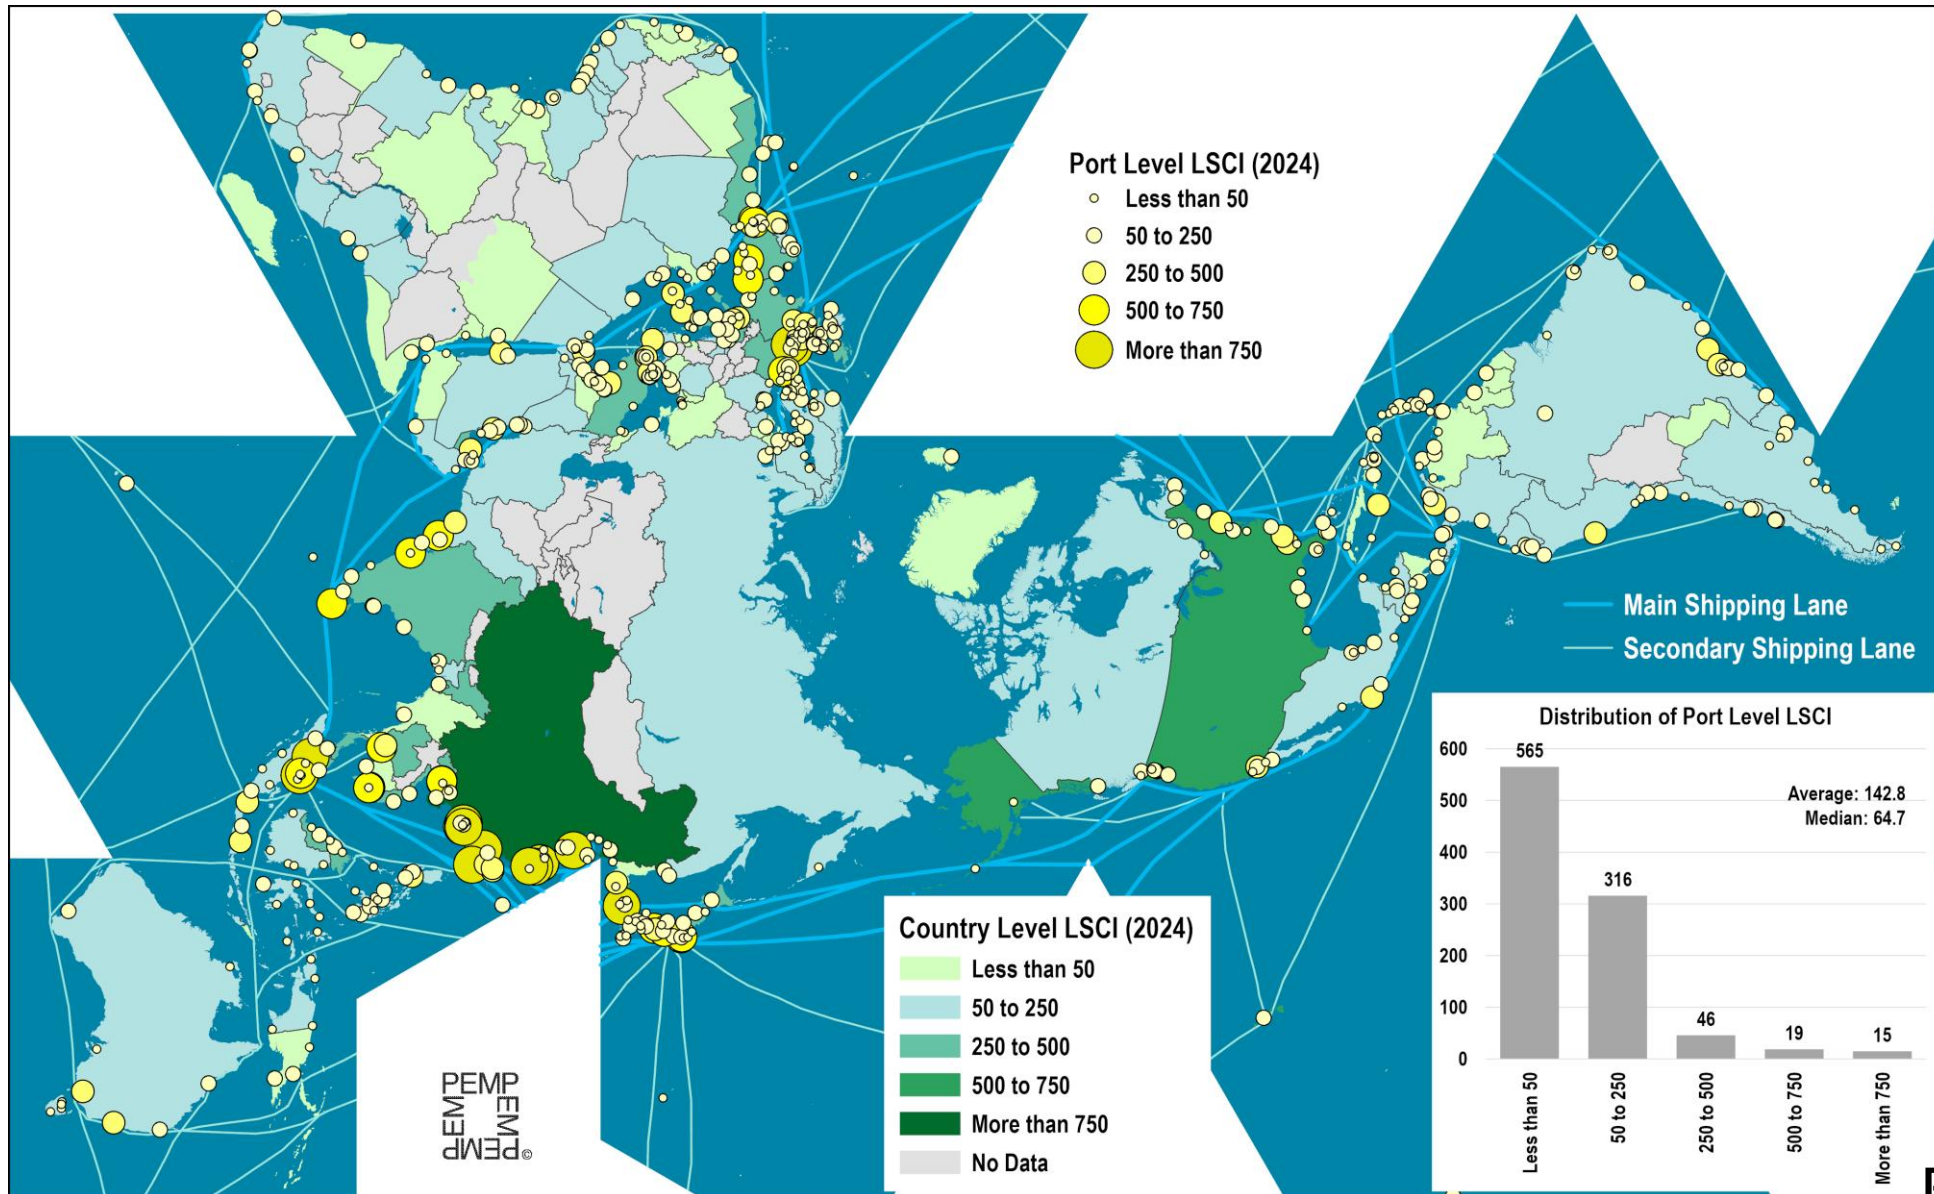 Port Level LSCI (2024)
Less than 50
50 to 250
250 to 500
500 to 750
More than 750
Main Shipping Lane
Secondary Shipping Lane
Distribution of Port Level LSCI
600
500
400
300
200
100
0
565
316
46
19
15
Average: 142.8
Median: 64.7
Less than 50
50 to 250
250 to 500
500 to 750
More than 750
Country Level LSCI (2024)
Less than 50
50 to 250
250 to 500
500 to 750
More than 750
No Data
PEMP
PEMP
PEMP
PEMP
©